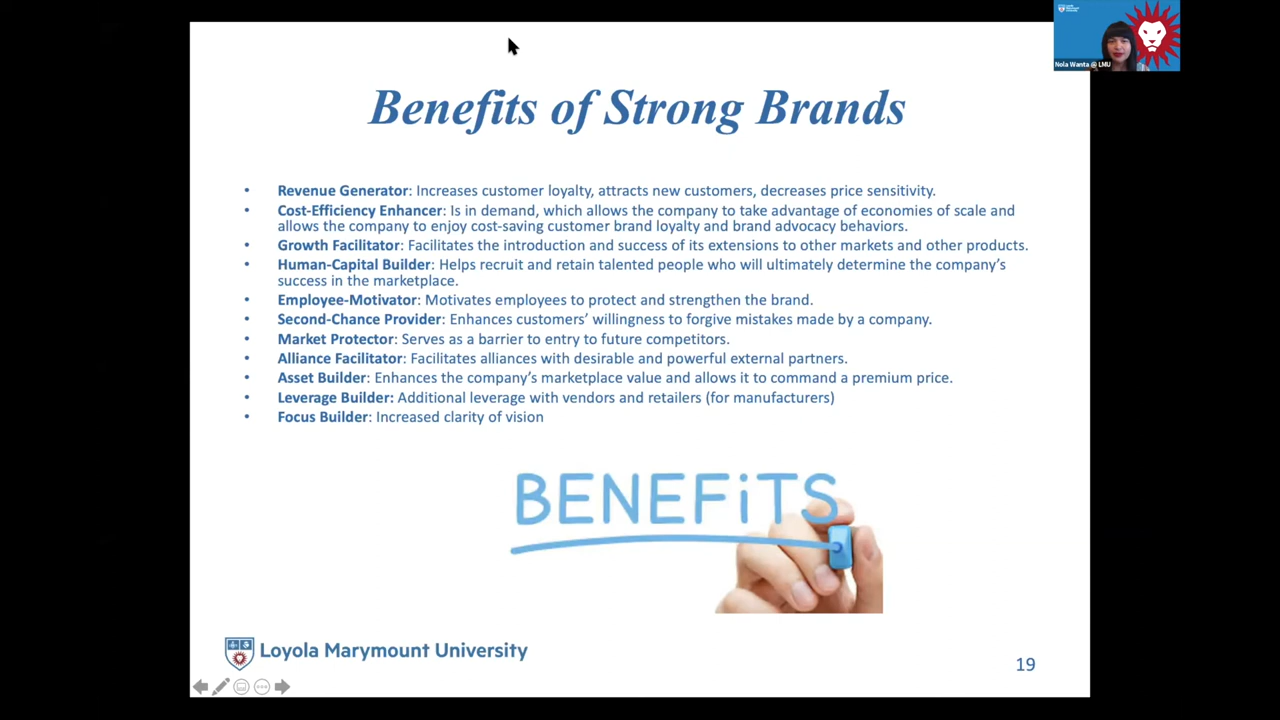 Loyola Marymount
University
Nola Wanta @ LMU
Benefits of Strong Brands
• Revenue Generator: Increases customer loyalty, attracts new customers, decreases price sensitivity.
• Cost-Efficiency Enhancer: Is in demand, which allows the company to take advantage of economies of scale and
allows the company to enjoy cost-saving customer brand loyalty and brand advocacy behaviors.
• Growth Facilitator: Facilitates the introduction and success of its extensions to other markets and other products.
• Human-Capital Builder: Helps recruit and retain talented people who will ultimately determine the company’s
success in the marketplace.
• Employee-Motivator: Motivates employees to protect and strengthen the brand.
• Second-Chance Provider: Enhances customers’ willingness to forgive mistakes made by a company.
• Market Protector: Serves as a barrier to entry to future competitors.
• Alliance Facilitator: Facilitates alliances with desirable and powerful external partners.
• Asset Builder: Enhances the company’s marketplace value and allows it to command a premium price.
• Leverage Builder: Additional leverage with vendors and retailers (for manufacturers)
• Focus Builder: Increased clarity of vision
BENEFiTS
Loyola Marymount University
19